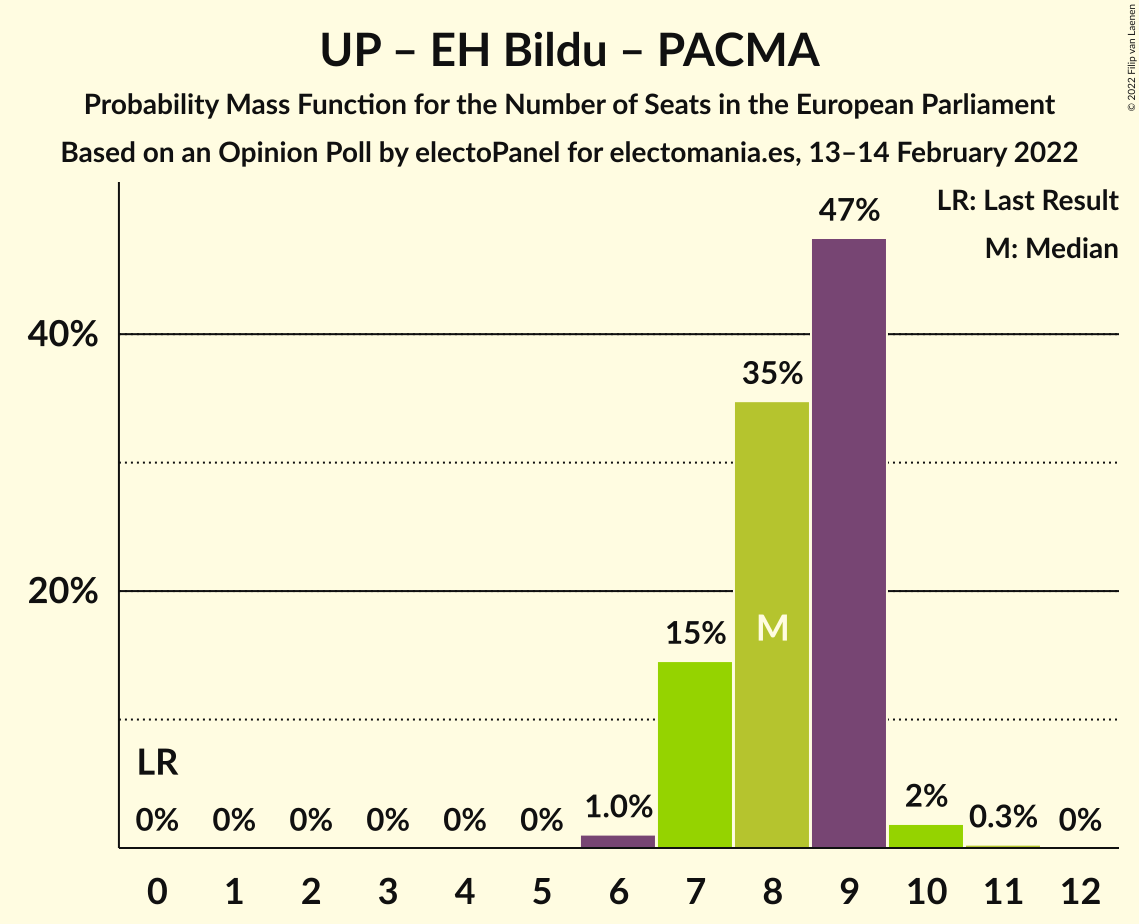 UP – EH Bildu – PACMA
Probability Mass Function for the Number of Seats in the European Parliament
Based on an Opinion Poll by electoPanel for electomania.es, 13–14 February 2022
© 2022 Filip van Laenen
LR: Last Result
M: Median
47%
40%
35%
20%
15%
M
LR
0% 0% 0% 0% 0% 0% 1.0% 2% 0.3% 0%
0 1 2 3 4 5 6 7 8 9 10 11 12